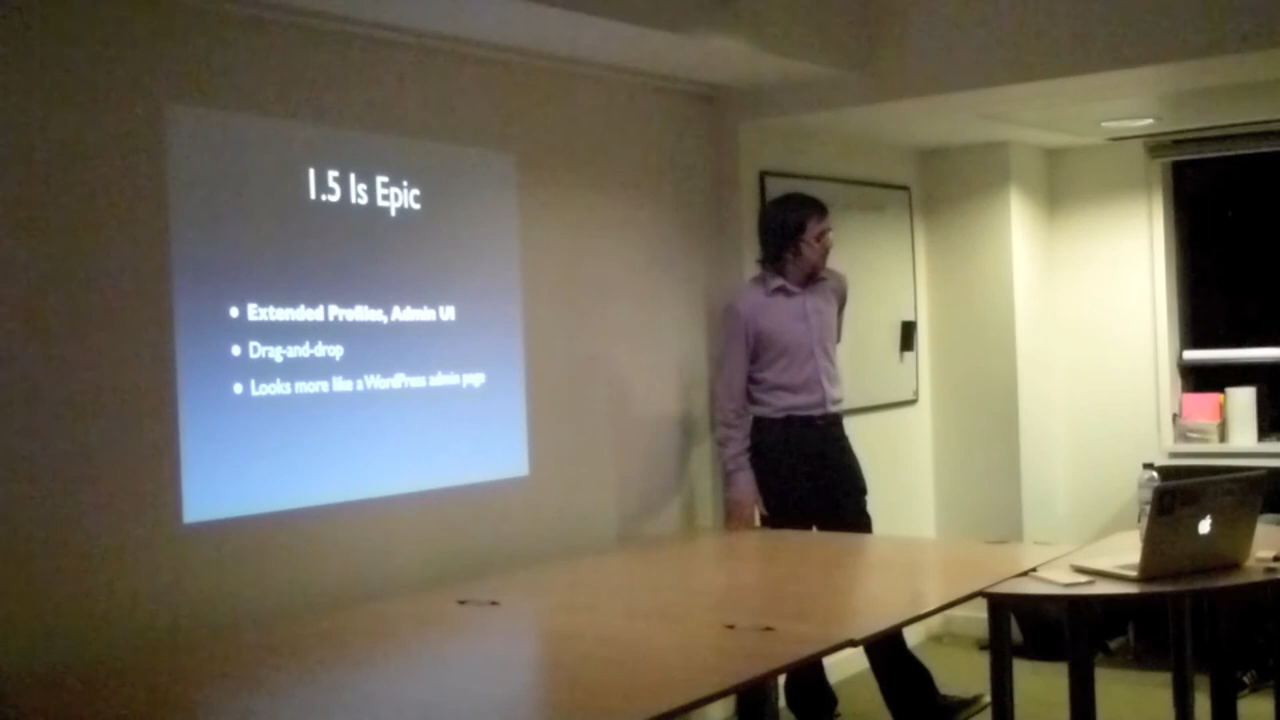 1.5 Is Epic
• Extended Profiles, Admin UI
• Drag-and-drop
• Looks more like a WordPress admin page